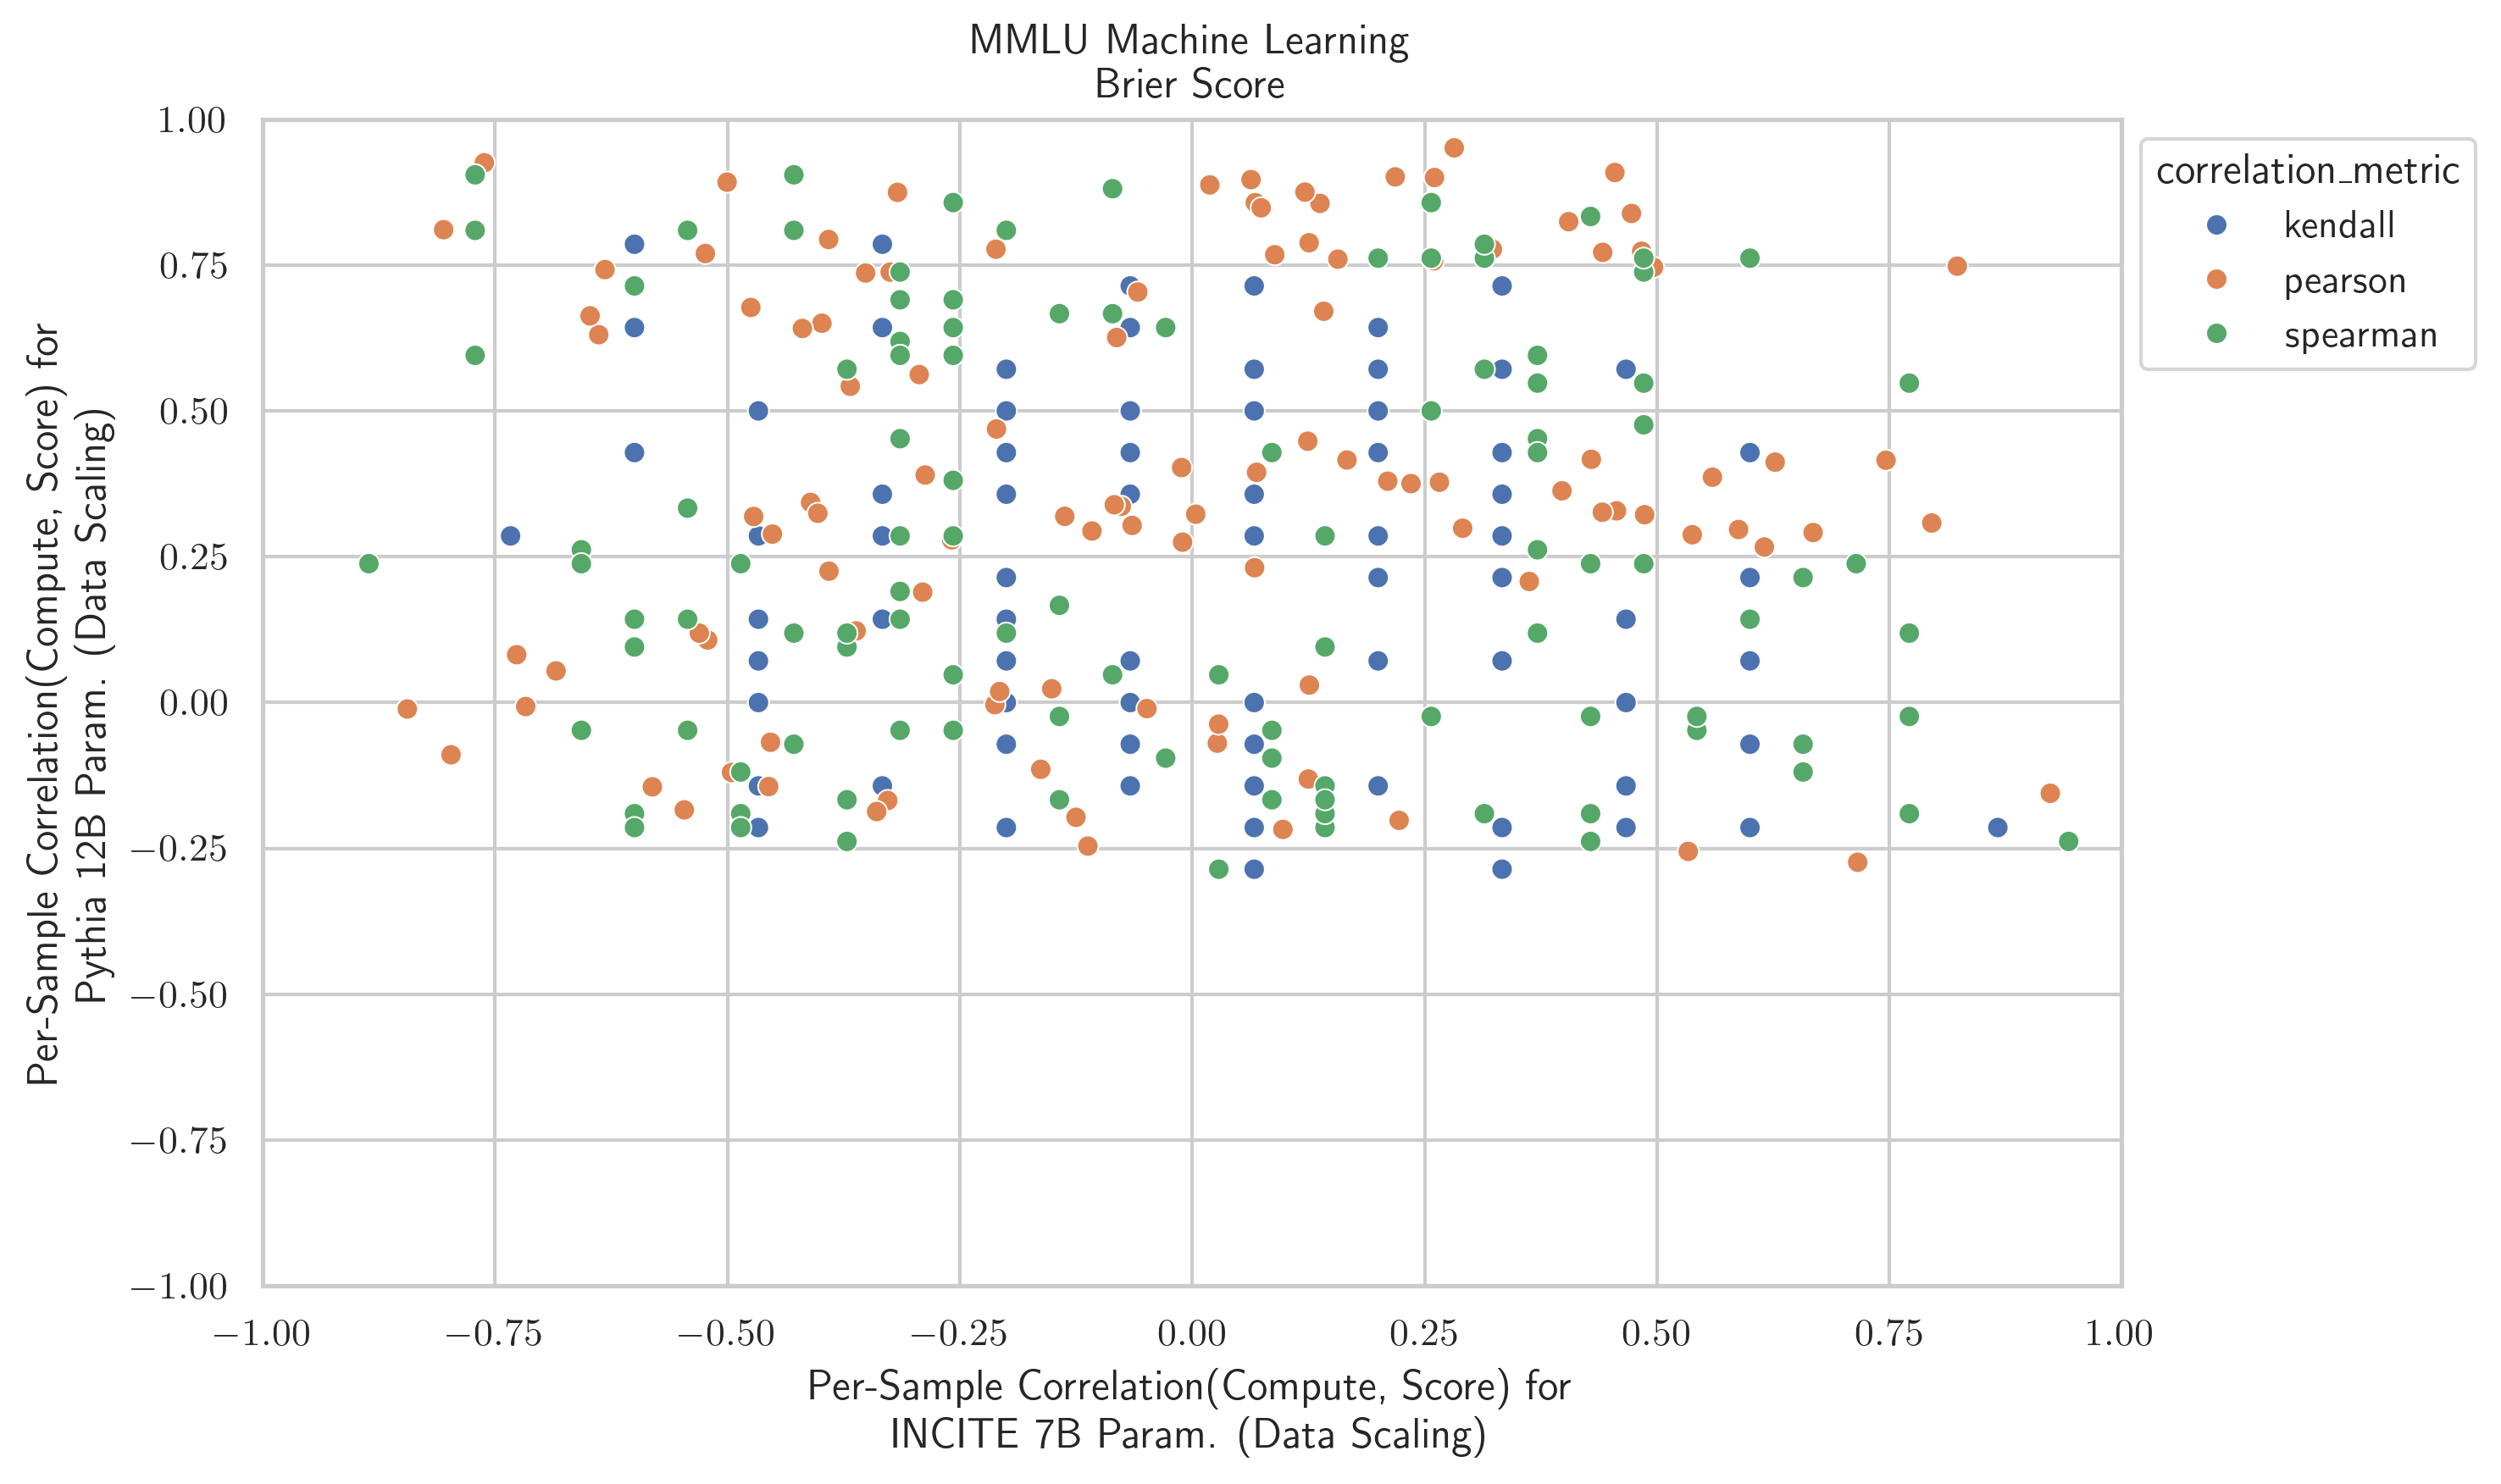 MMLU Machine Learning
Brier Score
Per-Sample Correlation(Compute, Score) for
Pythia 12B Param. (Data Scaling)
1.00
0.75
0.50
0.25
0.00
−0.25
−0.50
−0.75
−1.00
−1.00 −0.75 −0.50 −0.25 0.00 0.25 0.50 0.75 1.00
Per-Sample Correlation(Compute, Score) for
INCITE 7B Param. (Data Scaling)
correlation_metric
kendall
pearson
spearman